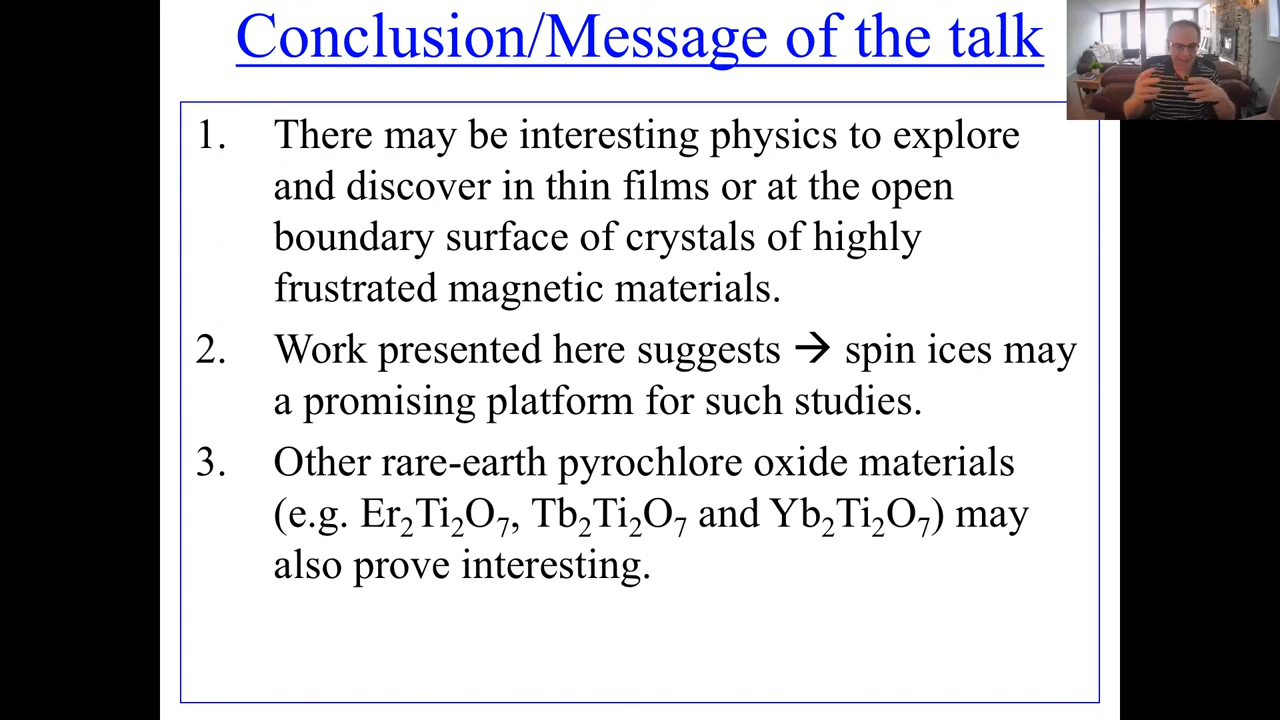 Conclusion/Message of the talk
1. There may be interesting physics to explore
and discover in thin films or at the open
boundary surface of crystals of highly
frustrated magnetic materials.
2. Work presented here suggests → spin ices may
a promising platform for such studies.
3. Other rare-earth pyrochlore oxide materials
(e.g. Er₂Ti₂O₇, Tb₂Ti₂O₇ and Yb₂Ti₂O₇) may
also prove interesting.